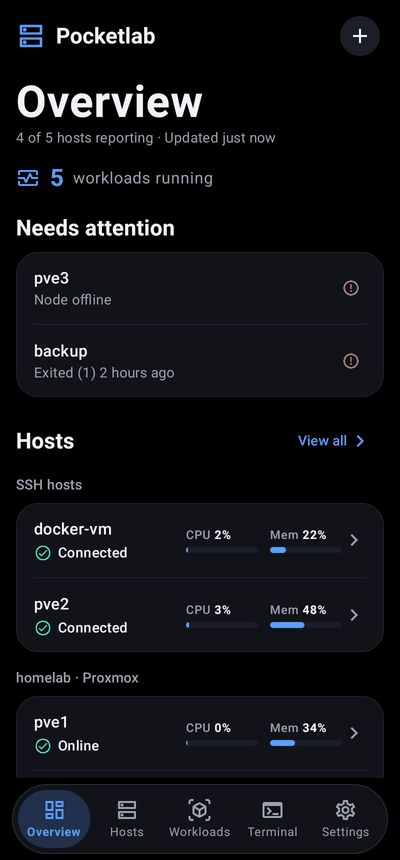 Pocketlab
Overview
4 of 5 hosts reporting · Updated just now
5 workloads running
Needs attention
pve3
Node offline
backup
Exited (1) 2 hours ago
Hosts
View all
SSH hosts
docker-vm
Connected
CPU 2%
Mem 22%
pve2
Connected
CPU 3%
Mem 48%
homelab · Proxmox
pve1
Online
CPU 0%
Mem 34%
Overview
Hosts
Workloads
Terminal
Settings